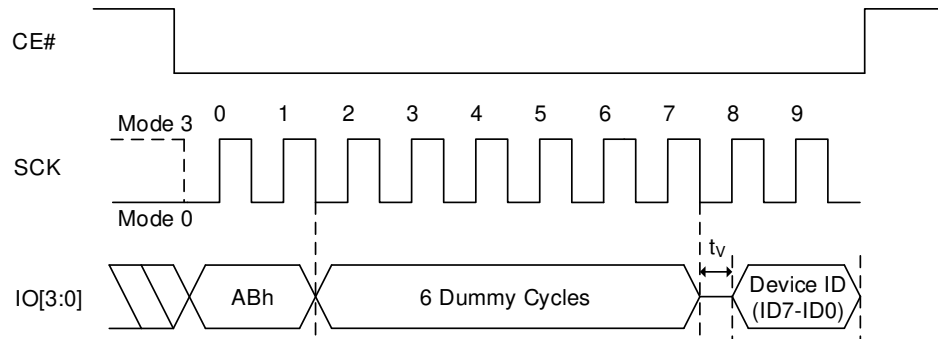 CE#
0 1 2 3 4 5 6 7 8 9
Mode 3
SCK
Mode 0
tV
IO[3:0]
ABh
6 Dummy Cycles
Device ID
(ID7-ID0)